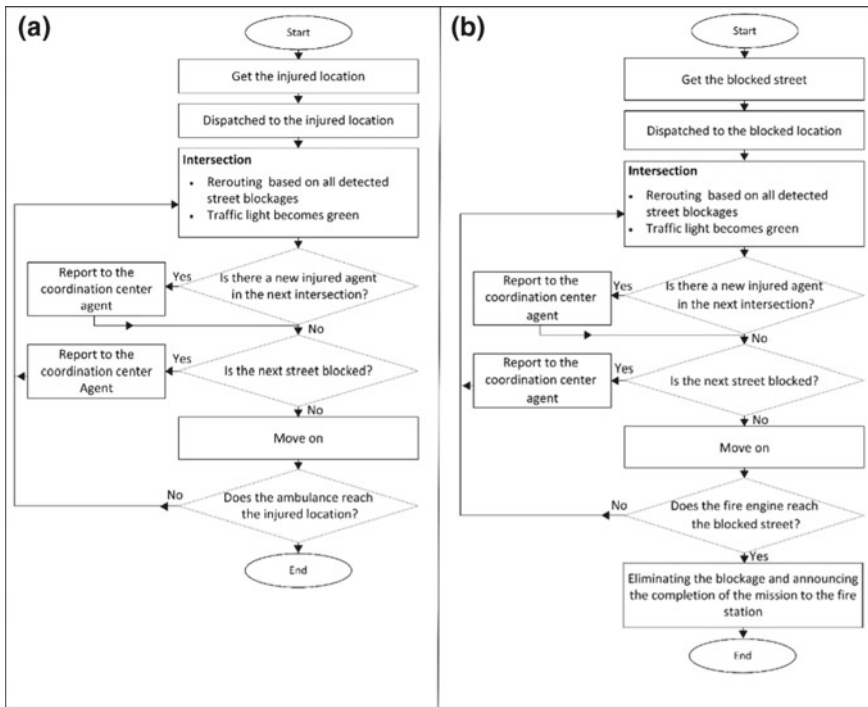 (a)
Start
Get the injured location
Dispatched to the injured location
Intersection
• Rerouting based on all detected
street blockages
• Traffic light becomes green
Is there a new injured agent
in the next intersection?
Yes
Report to the
coordination center
agent
No
Is the next street blocked?
Yes
Report to the
coordination center
Agent
No
Move on
Does the ambulance reach
the injured location?
No
End
(b)
Start
Get the blocked street
Dispatched to the blocked location
Intersection
• Rerouting based on all detected
street blockages
• Traffic light becomes green
Is there a new injured agent
in the next intersection?
Yes
Report to the
coordination center
agent
No
Is the next street blocked?
Yes
Report to the
coordination center
agent
No
Move on
Does the fire engine reach
the blocked street?
No
Yes
Eliminating the blockage and announcing
the completion of the mission to the fire
station
End